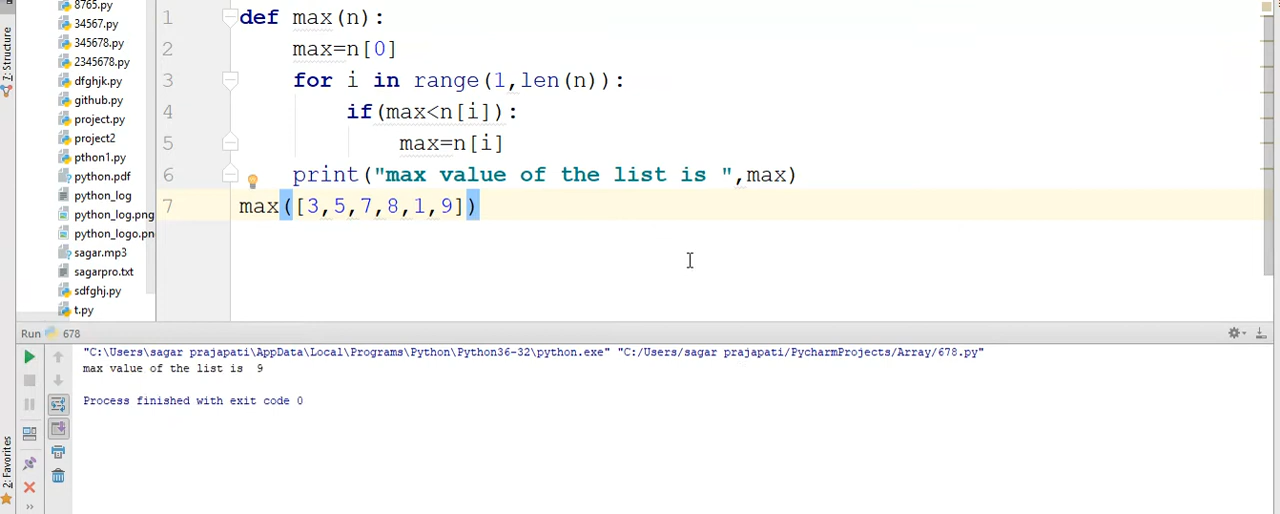 8765.py
34567.py
345678.py
2345678.py
dfghjk.py
github.py
project.py
project2
pthon1.py
python.pdf
python_log
python_log.png
python_logo.pn
sagar.mp3
sagarpro.txt
sdfghj.py
t.py
7: Structure
2: Favorites
1 def max(n):
2 max=n[0]
3 for i in range(1,len(n)):
4 if(max<n[i]):
5 max=n[i]
6 print("max value of the list is ",max)
7 max([3,5,7,8,1,9])
Run 678
"C:\Users\sagar prajapati\AppData\Local\Programs\Python\Python36-32\python.exe" "C:/Users/sagar prajapati/PycharmProjects/Array/678.py"
max value of the list is  9
Process finished with exit code 0